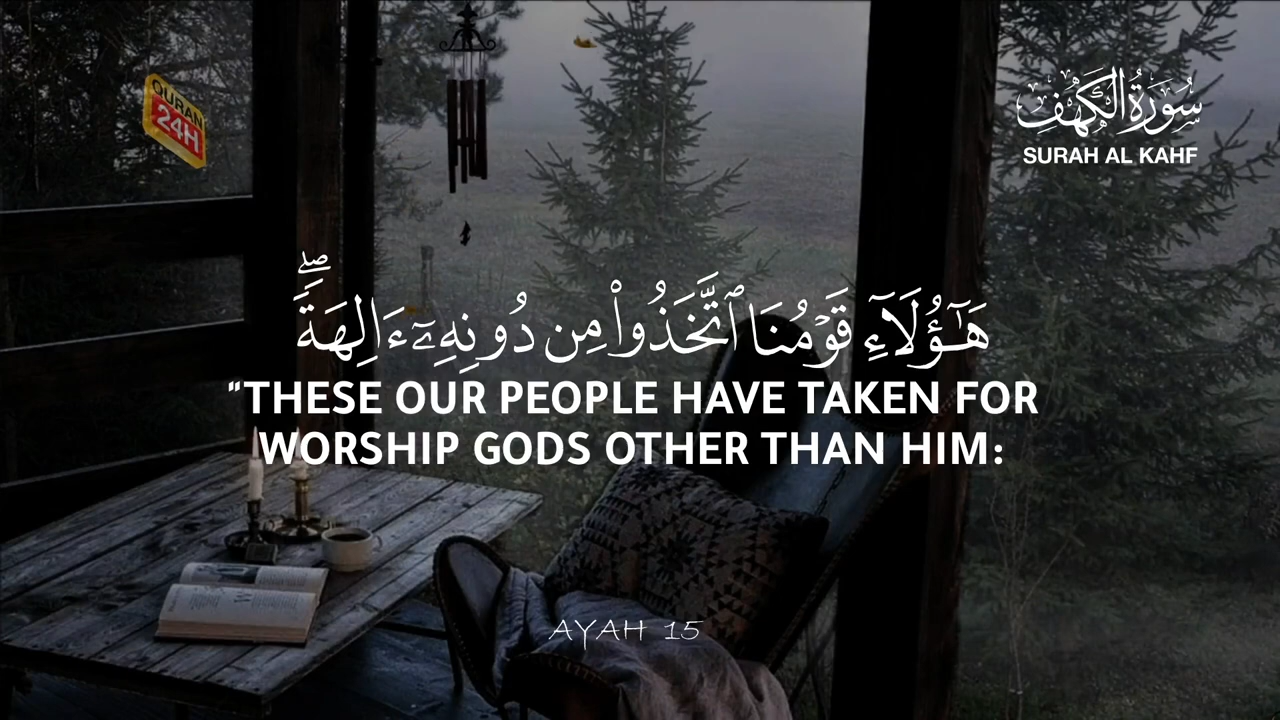 QURAN
24H
سُورَةُ الكَهْفِ
SURAH AL KAHF
هَـٰٓؤُلَآءِ قَوْمُنَا ٱتَّخَذُوا۟ مِن دُونِهِۦٓ ءَالِهَةًۖ
"THESE OUR PEOPLE HAVE TAKEN FOR
WORSHIP GODS OTHER THAN HIM:
AYAH 15